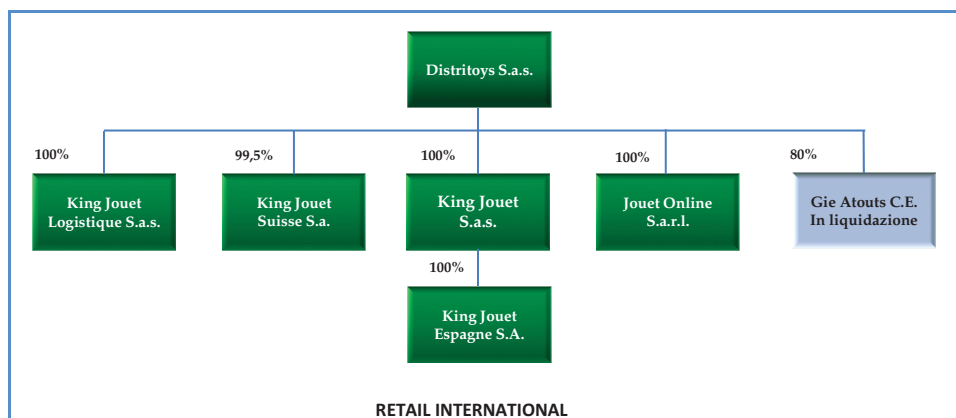 Distritoys S.a.s.
100%
99,5%
100%
100%
80%
King Jouet
Logistique S.a.s.
King Jouet
Suisse S.a.
King Jouet
S.a.s.
Jouet Online
S.a.r.l.
Gie Atouts C.E.
In liquidazione
100%
King Jouet
Espagne S.A.
RETAIL INTERNATIONAL